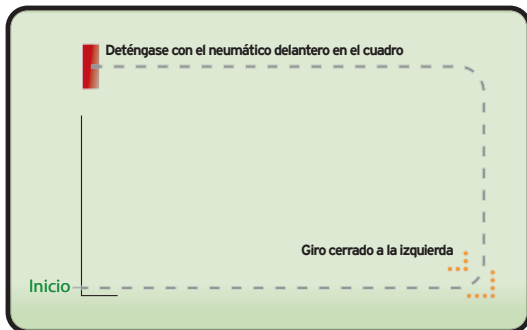 Deténgase con el neumático delantero en el cuadro
Giro cerrado a la izquierda
Inicio